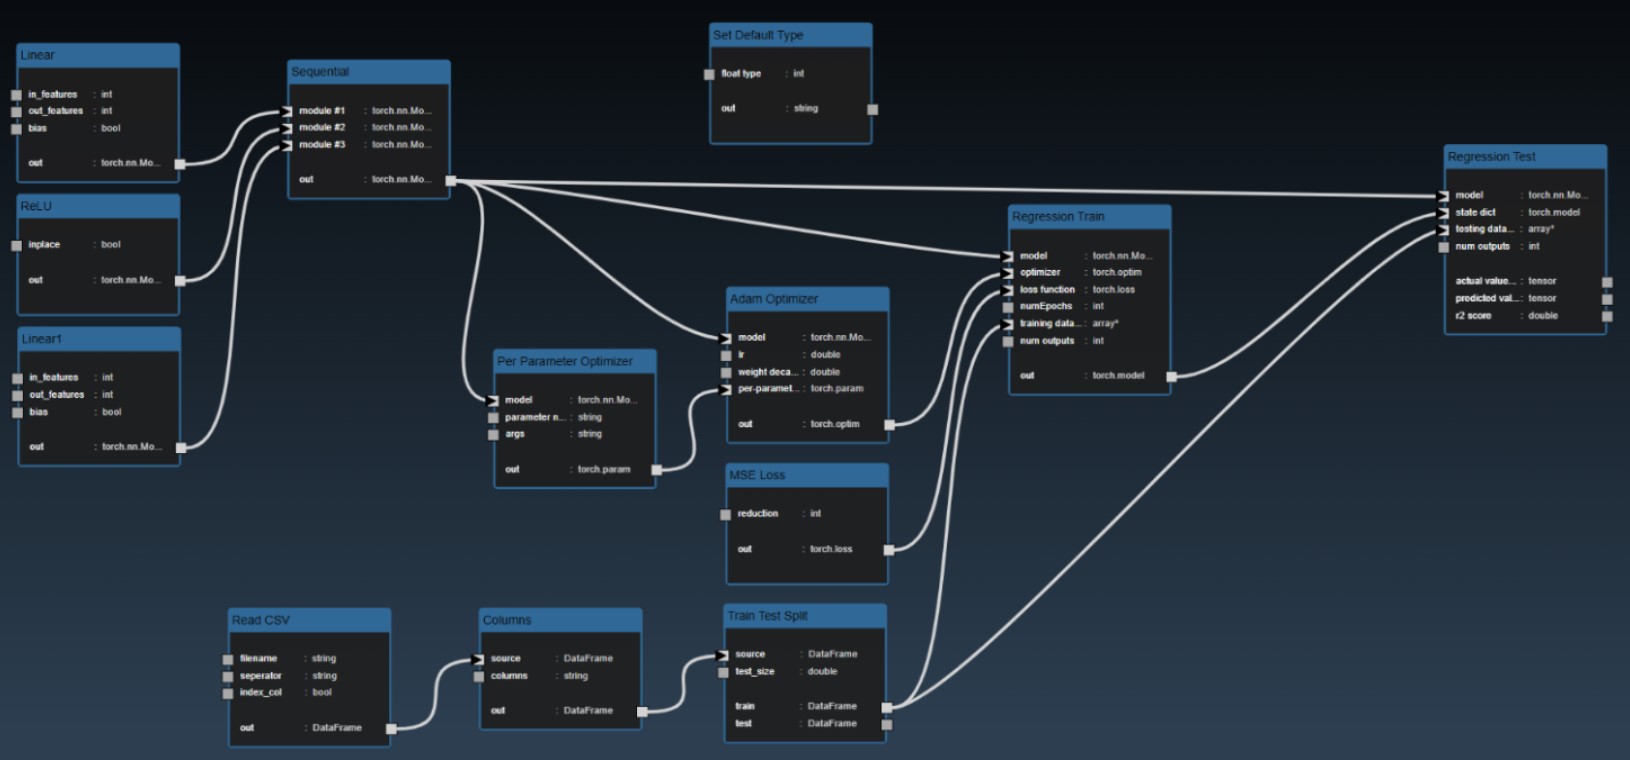 Linear
in_features : int
out_features : int
bias : bool
out : torch.nn.Mo...
ReLU
inplace : bool
out : torch.nn.Mo...
Linear1
in_features : int
out_features : int
bias : bool
out : torch.nn.Mo...
Sequential
module #1 : torch.nn.Mo...
module #2 : torch.nn.Mo...
module #3 : torch.nn.Mo...
out : torch.nn.Mo...
Set Default Type
float type : int
out : string
Per Parameter Optimizer
model : torch.nn.Mo...
parameter n... : string
args : string
out : torch.param
Adam Optimizer
model : torch.nn.Mo...
lr : double
weight deca... : double
per-paramet... : torch.param
out : torch.optim
MSE Loss
reduction : int
out : torch.loss
Regression Train
model : torch.nn.Mo...
optimizer : torch.optim
loss function : torch.loss
numEpochs : int
training data... : array*
num outputs : int
out : torch.model
Regression Test
model : torch.nn.Mo...
state dict : torch.model
testing data... : array*
num outputs : int
actual value... : tensor
predicted val... : tensor
r2 score : double
Read CSV
filename : string
seperator : string
index_col : bool
out : DataFrame
Columns
source : DataFrame
columns : string
out : DataFrame
Train Test Split
source : DataFrame
test_size : double
train : DataFrame
test : DataFrame